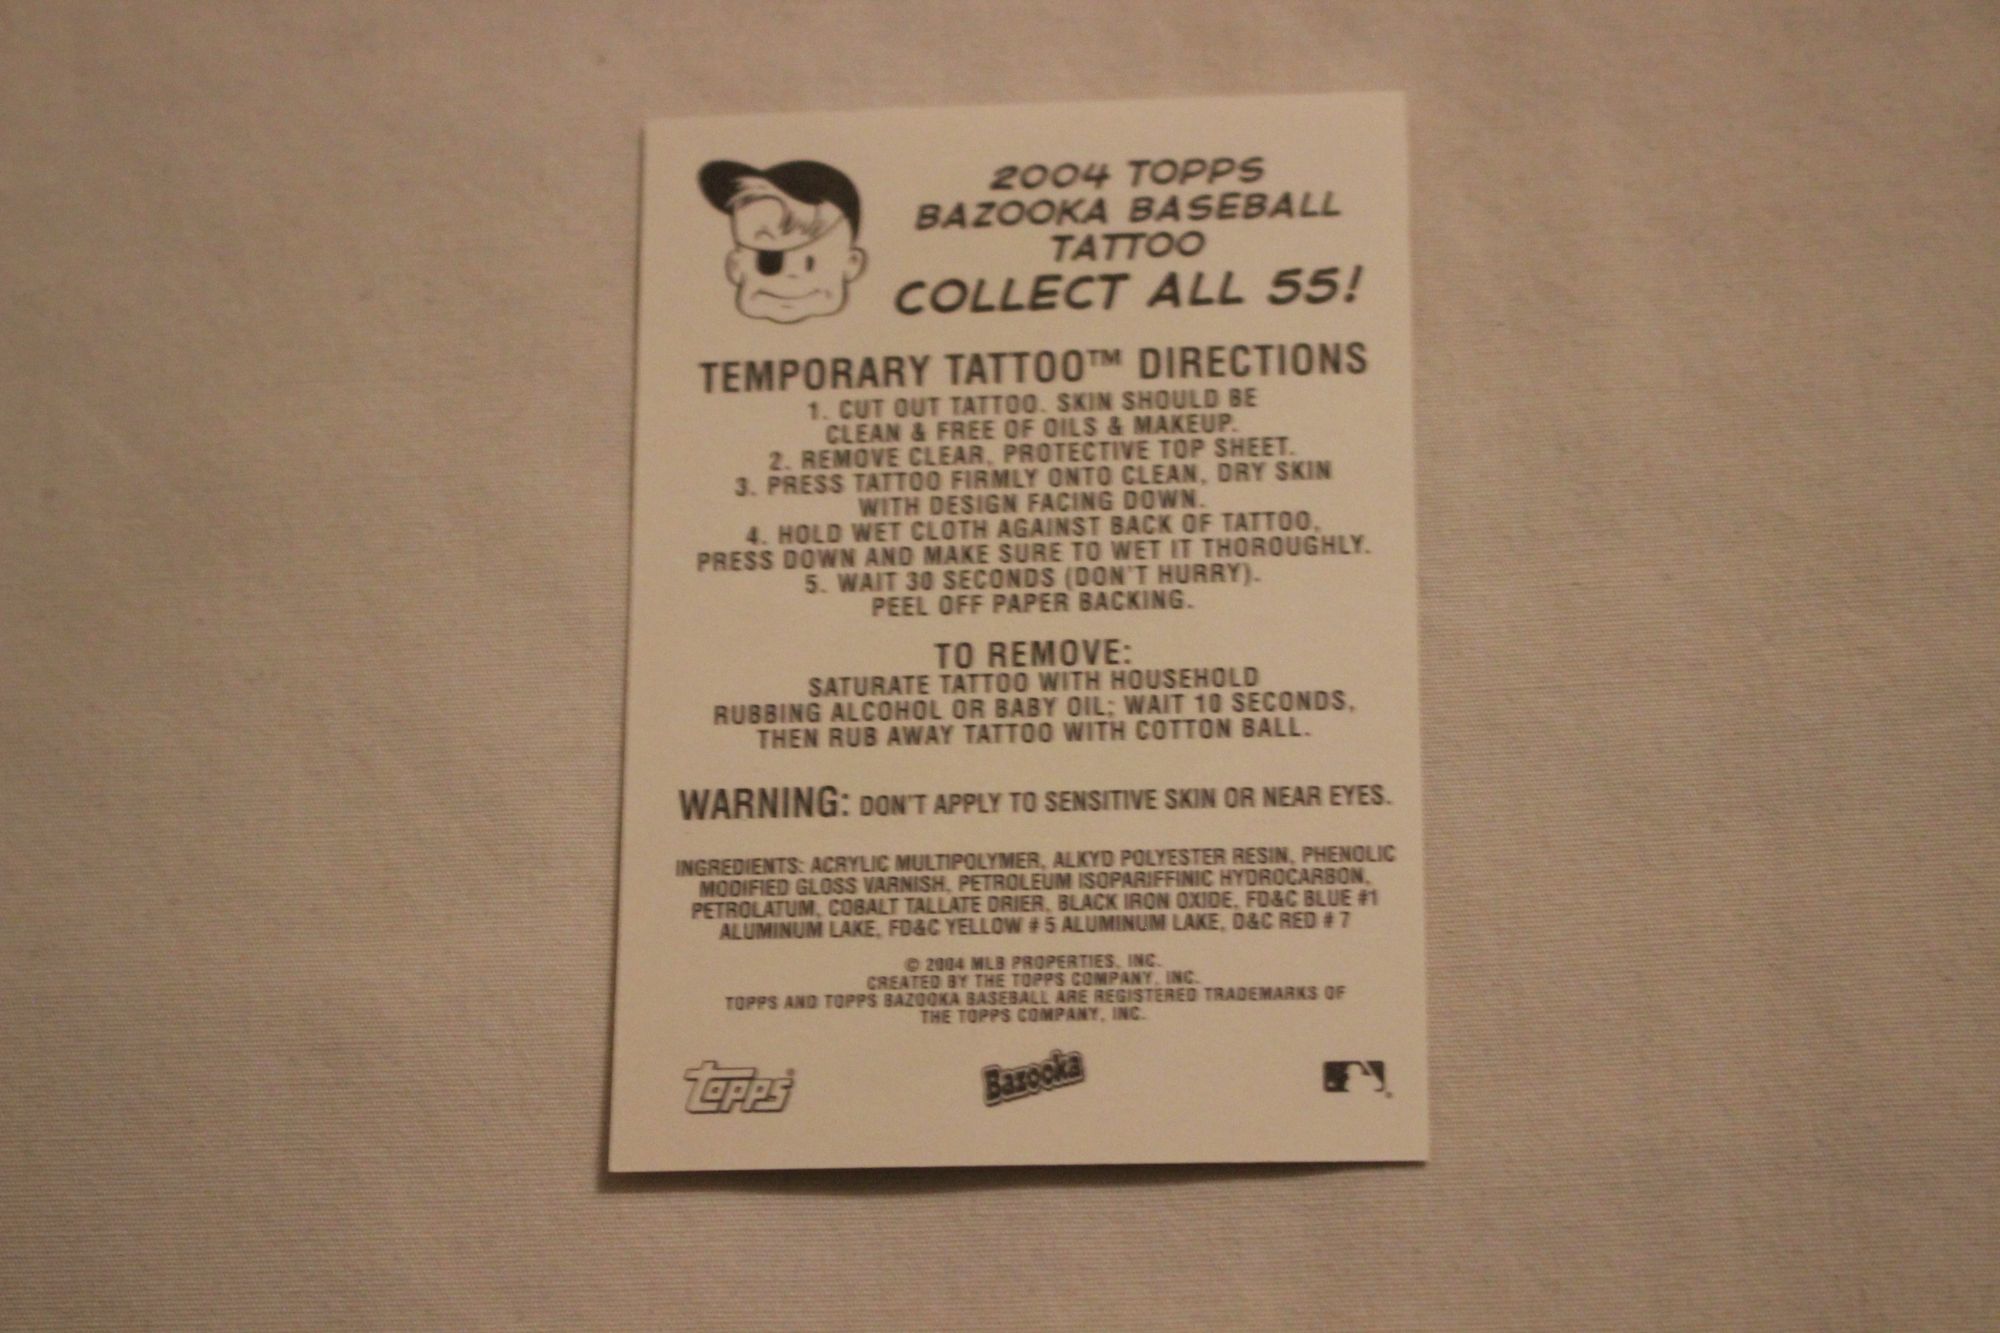 2004 TOPPS
BAZOOKA BASEBALL
TATTOO
COLLECT ALL 55!
TEMPORARY TATTOO™ DIRECTIONS
1. CUT OUT TATTOO. SKIN SHOULD BE
CLEAN & FREE OF OILS & MAKEUP.
2. REMOVE CLEAR, PROTECTIVE TOP SHEET.
3. PRESS TATTOO FIRMLY ONTO CLEAN, DRY SKIN
WITH DESIGN FACING DOWN.
4. HOLD WET CLOTH AGAINST BACK OF TATTOO,
PRESS DOWN AND MAKE SURE TO WET IT THOROUGHLY.
5. WAIT 30 SECONDS (DON'T HURRY).
PEEL OFF PAPER BACKING.
TO REMOVE:
SATURATE TATTOO WITH HOUSEHOLD
RUBBING ALCOHOL OR BABY OIL; WAIT 10 SECONDS,
THEN RUB AWAY TATTOO WITH COTTON BALL.
WARNING: DON'T APPLY TO SENSITIVE SKIN OR NEAR EYES.
INGREDIENTS: ACRYLIC MULTIPOLYMER, ALKYD POLYESTER RESIN, PHENOLIC
MODIFIED GLOSS VARNISH, PETROLEUM ISOPARIFFINIC HYDROCARBON,
PETROLATUM, COBALT TALLATE DRIER, BLACK IRON OXIDE, FD&C BLUE #1
ALUMINUM LAKE, FD&C YELLOW # 5 ALUMINUM LAKE, D&C RED # 7
© 2004 MLB PROPERTIES, INC.
CREATED BY THE TOPPS COMPANY, INC.
TOPPS AND TOPPS BAZOOKA BASEBALL ARE REGISTERED TRADEMARKS OF
THE TOPPS COMPANY, INC.
TOPPS® Bazooka ®